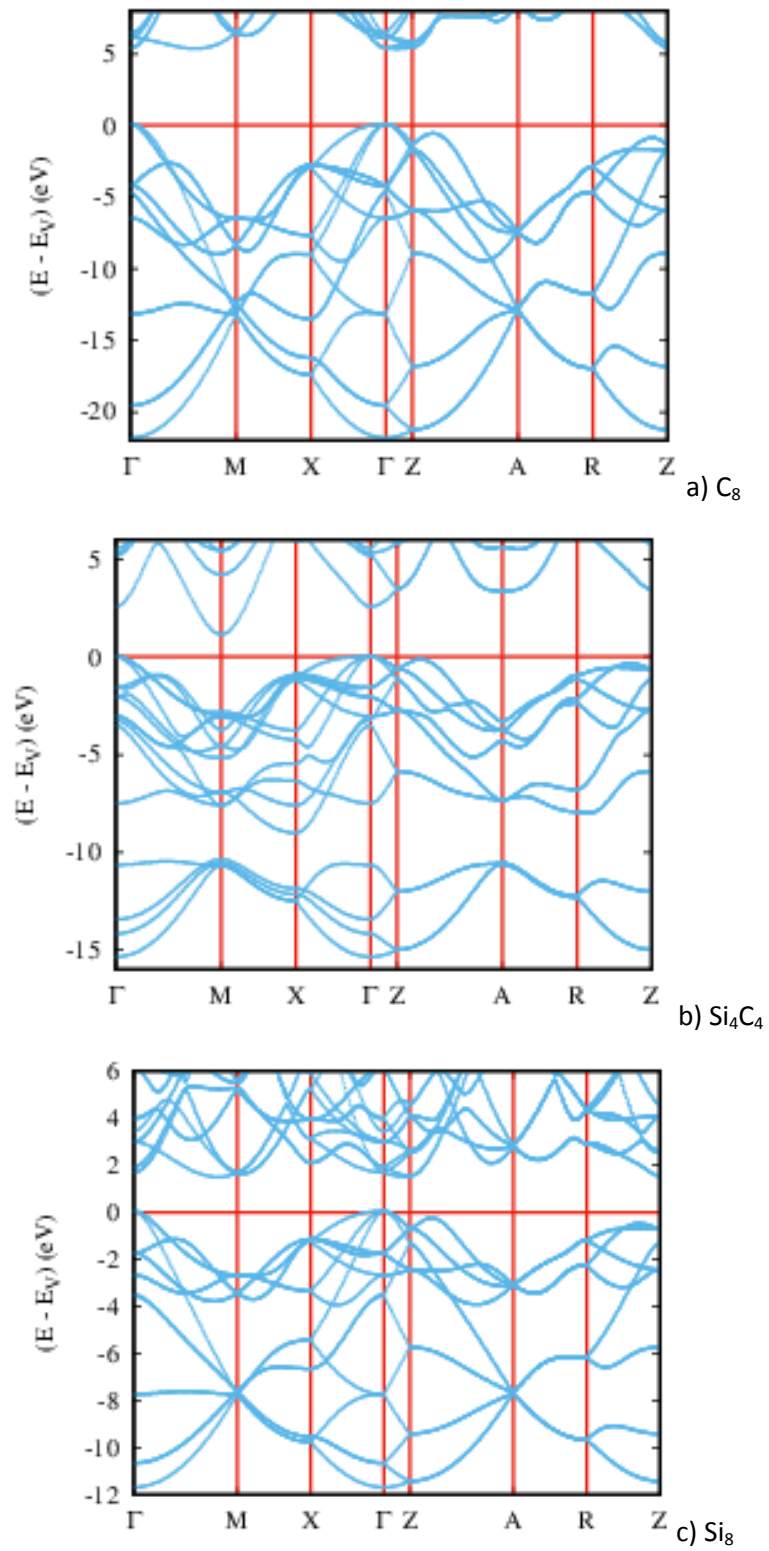 5
0
-5
-10
-15
-20
(E - E_V) (eV)
Γ M X Γ Z A R Z
a) C₈
5
0
-5
-10
-15
(E - E_V) (eV)
Γ M X Γ Z A R Z
b) Si₄C₄
6
4
2
0
-2
-4
-6
-8
-10
-12
(E - E_V) (eV)
Γ M X Γ Z A R Z
c) Si₈